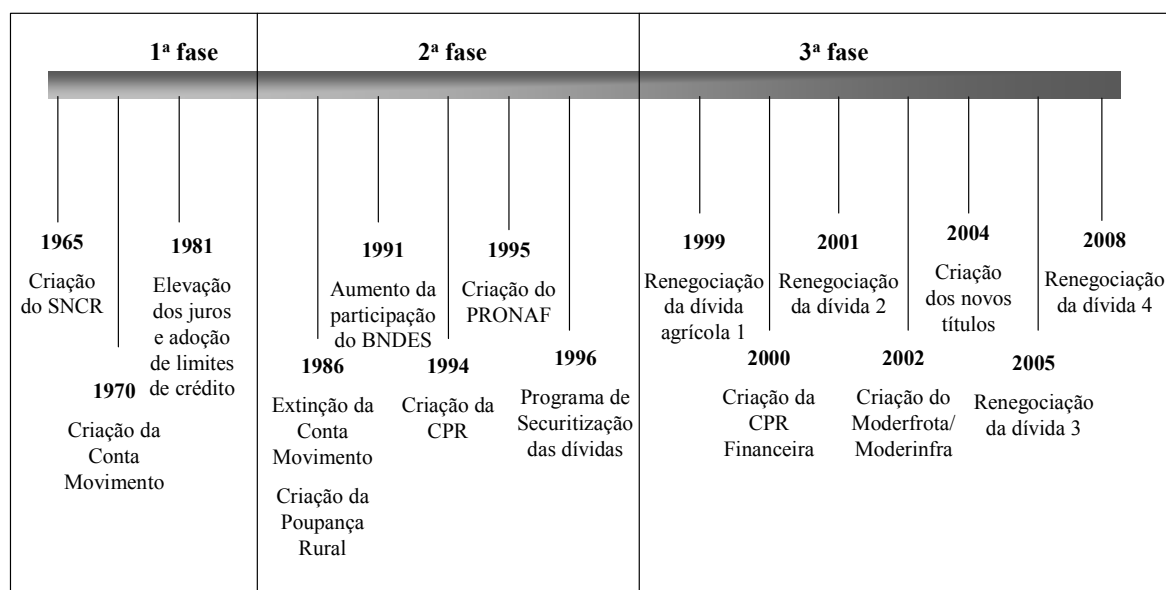 1ª fase
2ª fase
3ª fase
1965
Criação
do SNCR
1970
Criação da
Conta
Movimento
1981
Elevação
dos juros
e adoção
de limites
de crédito
1986
Extinção da
Conta
Movimento
Criação da
Poupança
Rural
1991
Aumento da
participação
do BNDES
1994
Criação da
CPR
1995
Criação do
PRONAF
1996
Programa de
Securitização
das dívidas
1999
Renegociação
da dívida
agrícola 1
2000
Criação da
CPR
Financeira
2001
Renegociação
da dívida 2
2002
Criação do
Moderfrota/
Moderinfra
2004
Criação
dos novos
títulos
2005
Renegociação
da dívida 3
2008
Renegociação
da dívida 4